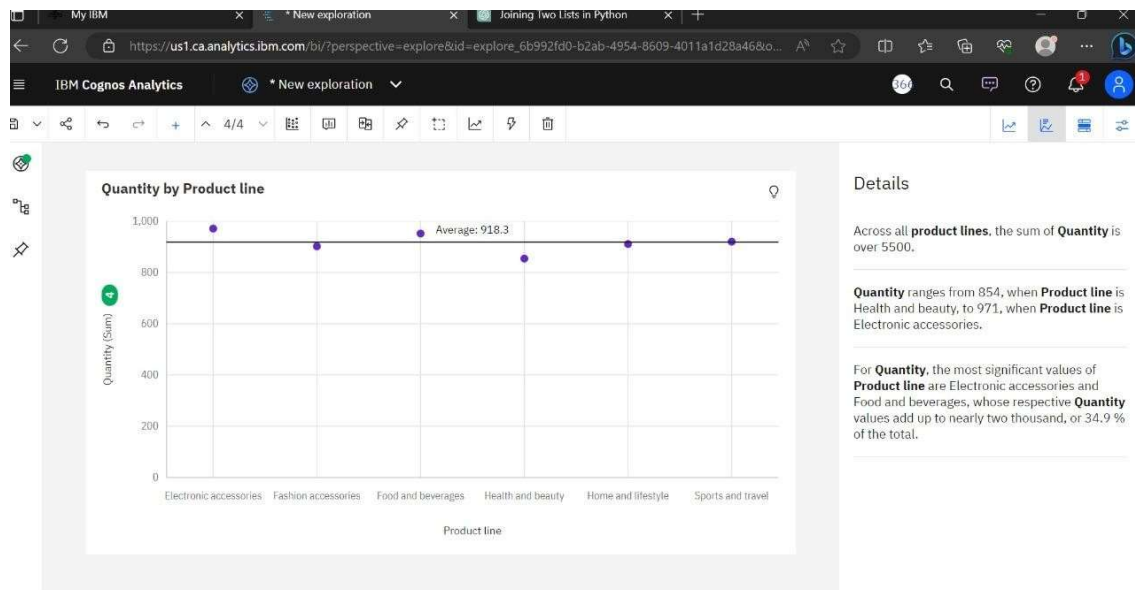 My IBM
* New exploration
Joining Two Lists in Python
https://us1.ca.analytics.ibm.com/bi/?perspective=explore&id=explore_6b992fd0-b2ab-4954-8609-4011a1d28a46&o...
IBM Cognos Analytics
* New exploration
1
4/4
Quantity by Product line
1,000
800
600
400
200
0
Average: 918.3
Quantity (Sum)
4
Electronic accessories
Fashion accessories
Food and beverages
Health and beauty
Home and lifestyle
Sports and travel
Product line
Details
Across all product lines, the sum of Quantity is
over 5500.
Quantity ranges from 854, when Product line is
Health and beauty, to 971, when Product line is
Electronic accessories.
For Quantity, the most significant values of
Product line are Electronic accessories and
Food and beverages, whose respective Quantity
values add up to nearly two thousand, or 34.9 %
of the total.